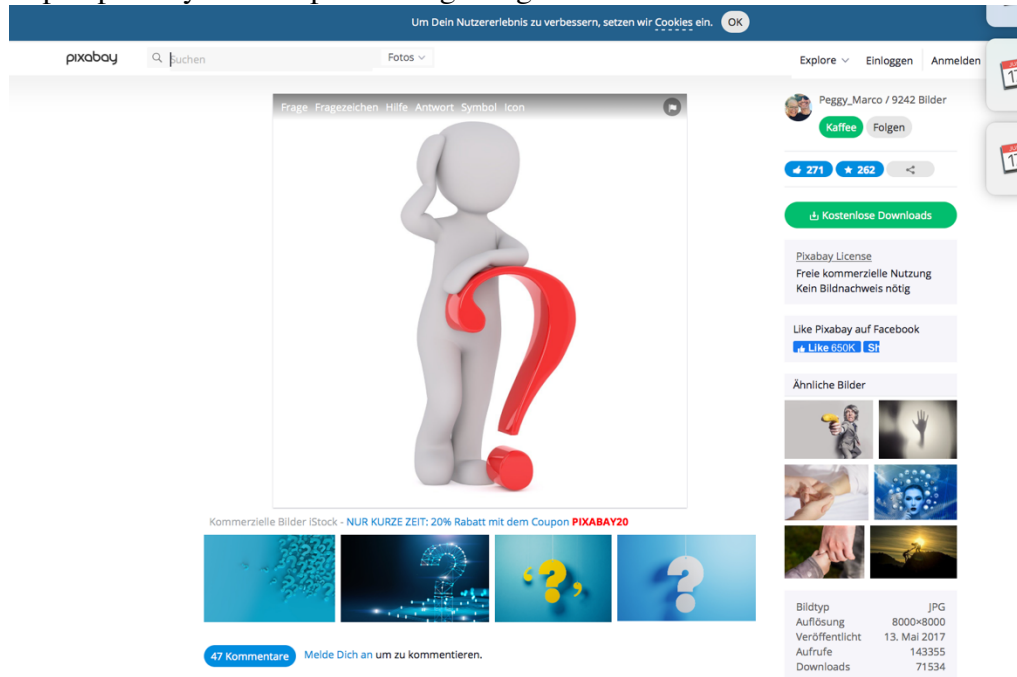 Um Dein Nutzererlebnis zu verbessern, setzen wir Cookies ein. OK
pixabay Suchen Fotos Explore Einloggen Anmelden
Frage Fragezeichen Hilfe Antwort Symbol Icon
Peggy_Marco / 9242 Bilder
Kaffee Folgen
271 262
Kostenlose Downloads
Pixabay License
Freie kommerzielle Nutzung
Kein Bildnachweis nötig
Like Pixabay auf Facebook
Like 650K Sh
Ähnliche Bilder
Kommerzielle Bilder iStock - NUR KURZE ZEIT: 20% Rabatt mit dem Coupon PIXABAY20
47 Kommentare Melde Dich an um zu kommentieren.
Bildtyp JPG
Auflösung 8000×8000
Veröffentlicht 13. Mai 2017
Aufrufe 143355
Downloads 71534